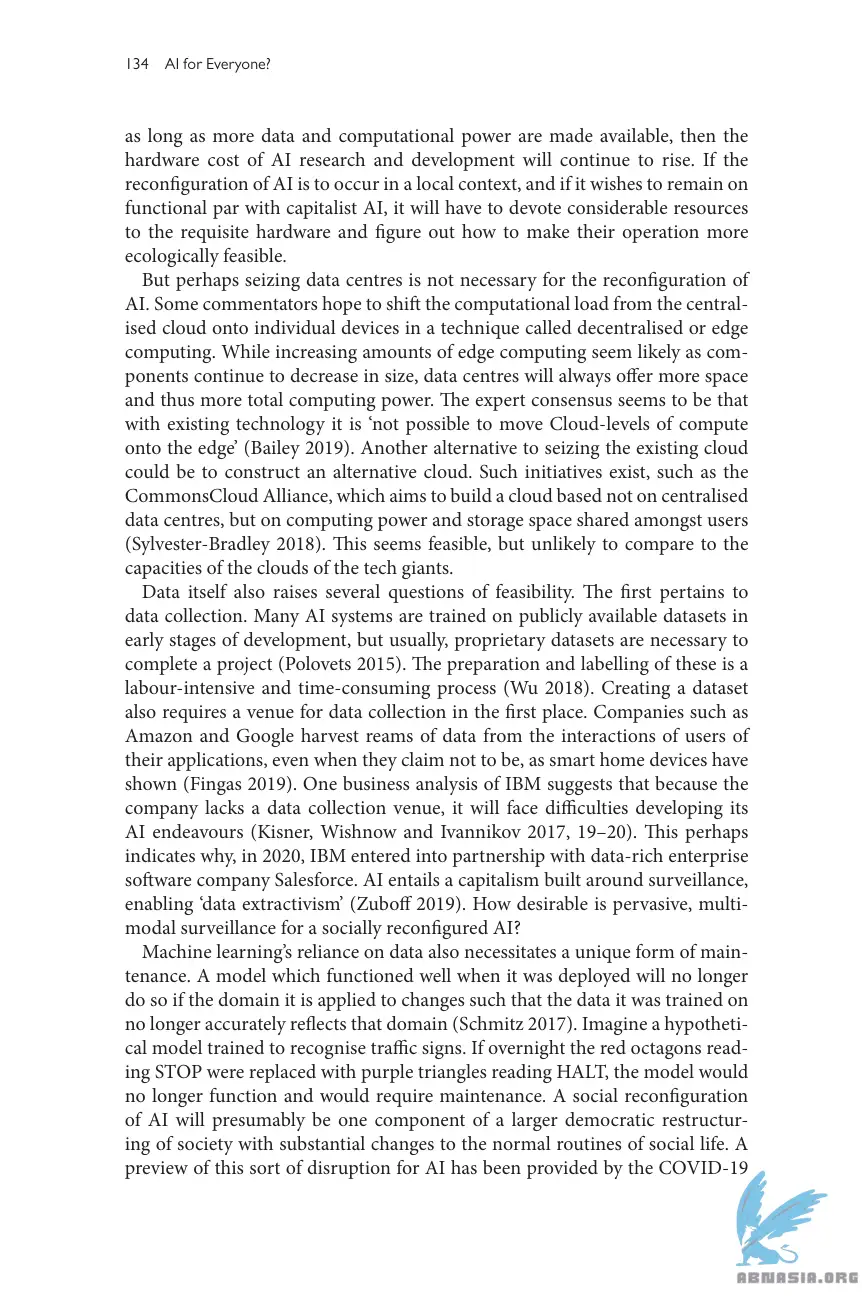 134 AI for Everyone?
as long as more data and computational power are made available, then the
hardware cost of AI research and development will continue to rise. If the
reconfiguration of AI is to occur in a local context, and if it wishes to remain on
functional par with capitalist AI, it will have to devote considerable resources
to the requisite hardware and figure out how to make their operation more
ecologically feasible.
But perhaps seizing data centres is not necessary for the reconfiguration of
AI. Some commentators hope to shift the computational load from the central-
ised cloud onto individual devices in a technique called decentralised or edge
computing. While increasing amounts of edge computing seem likely as com-
ponents continue to decrease in size, data centres will always offer more space
and thus more total computing power. The expert consensus seems to be that
with existing technology it is ‘not possible to move Cloud-levels of compute
onto the edge’ (Bailey 2019). Another alternative to seizing the existing cloud
could be to construct an alternative cloud. Such initiatives exist, such as the
CommonsCloud Alliance, which aims to build a cloud based not on centralised
data centres, but on computing power and storage space shared amongst users
(Sylvester-Bradley 2018). This seems feasible, but unlikely to compare to the
capacities of the clouds of the tech giants.
Data itself also raises several questions of feasibility. The first pertains to
data collection. Many AI systems are trained on publicly available datasets in
early stages of development, but usually, proprietary datasets are necessary to
complete a project (Polovets 2015). The preparation and labelling of these is a
labour-intensive and time-consuming process (Wu 2018). Creating a dataset
also requires a venue for data collection in the first place. Companies such as
Amazon and Google harvest reams of data from the interactions of users of
their applications, even when they claim not to be, as smart home devices have
shown (Fingas 2019). One business analysis of IBM suggests that because the
company lacks a data collection venue, it will face difficulties developing its
AI endeavours (Kisner, Wishnow and Ivannikov 2017, 19–20). This perhaps
indicates why, in 2020, IBM entered into partnership with data-rich enterprise
software company Salesforce. AI entails a capitalism built around surveillance,
enabling ‘data extractivism’ (Zuboff 2019). How desirable is pervasive, multi-
modal surveillance for a socially reconfigured AI?
Machine learning’s reliance on data also necessitates a unique form of main-
tenance. A model which functioned well when it was deployed will no longer
do so if the domain it is applied to changes such that the data it was trained on
no longer accurately reflects that domain (Schmitz 2017). Imagine a hypotheti-
cal model trained to recognise traffic signs. If overnight the red octagons read-
ing STOP were replaced with purple triangles reading HALT, the model would
no longer function and would require maintenance. A social reconfiguration
of AI will presumably be one component of a larger democratic restructur-
ing of society with substantial changes to the normal routines of social life. A
preview of this sort of disruption for AI has been provided by the COVID-19
ABNASIA.ORG